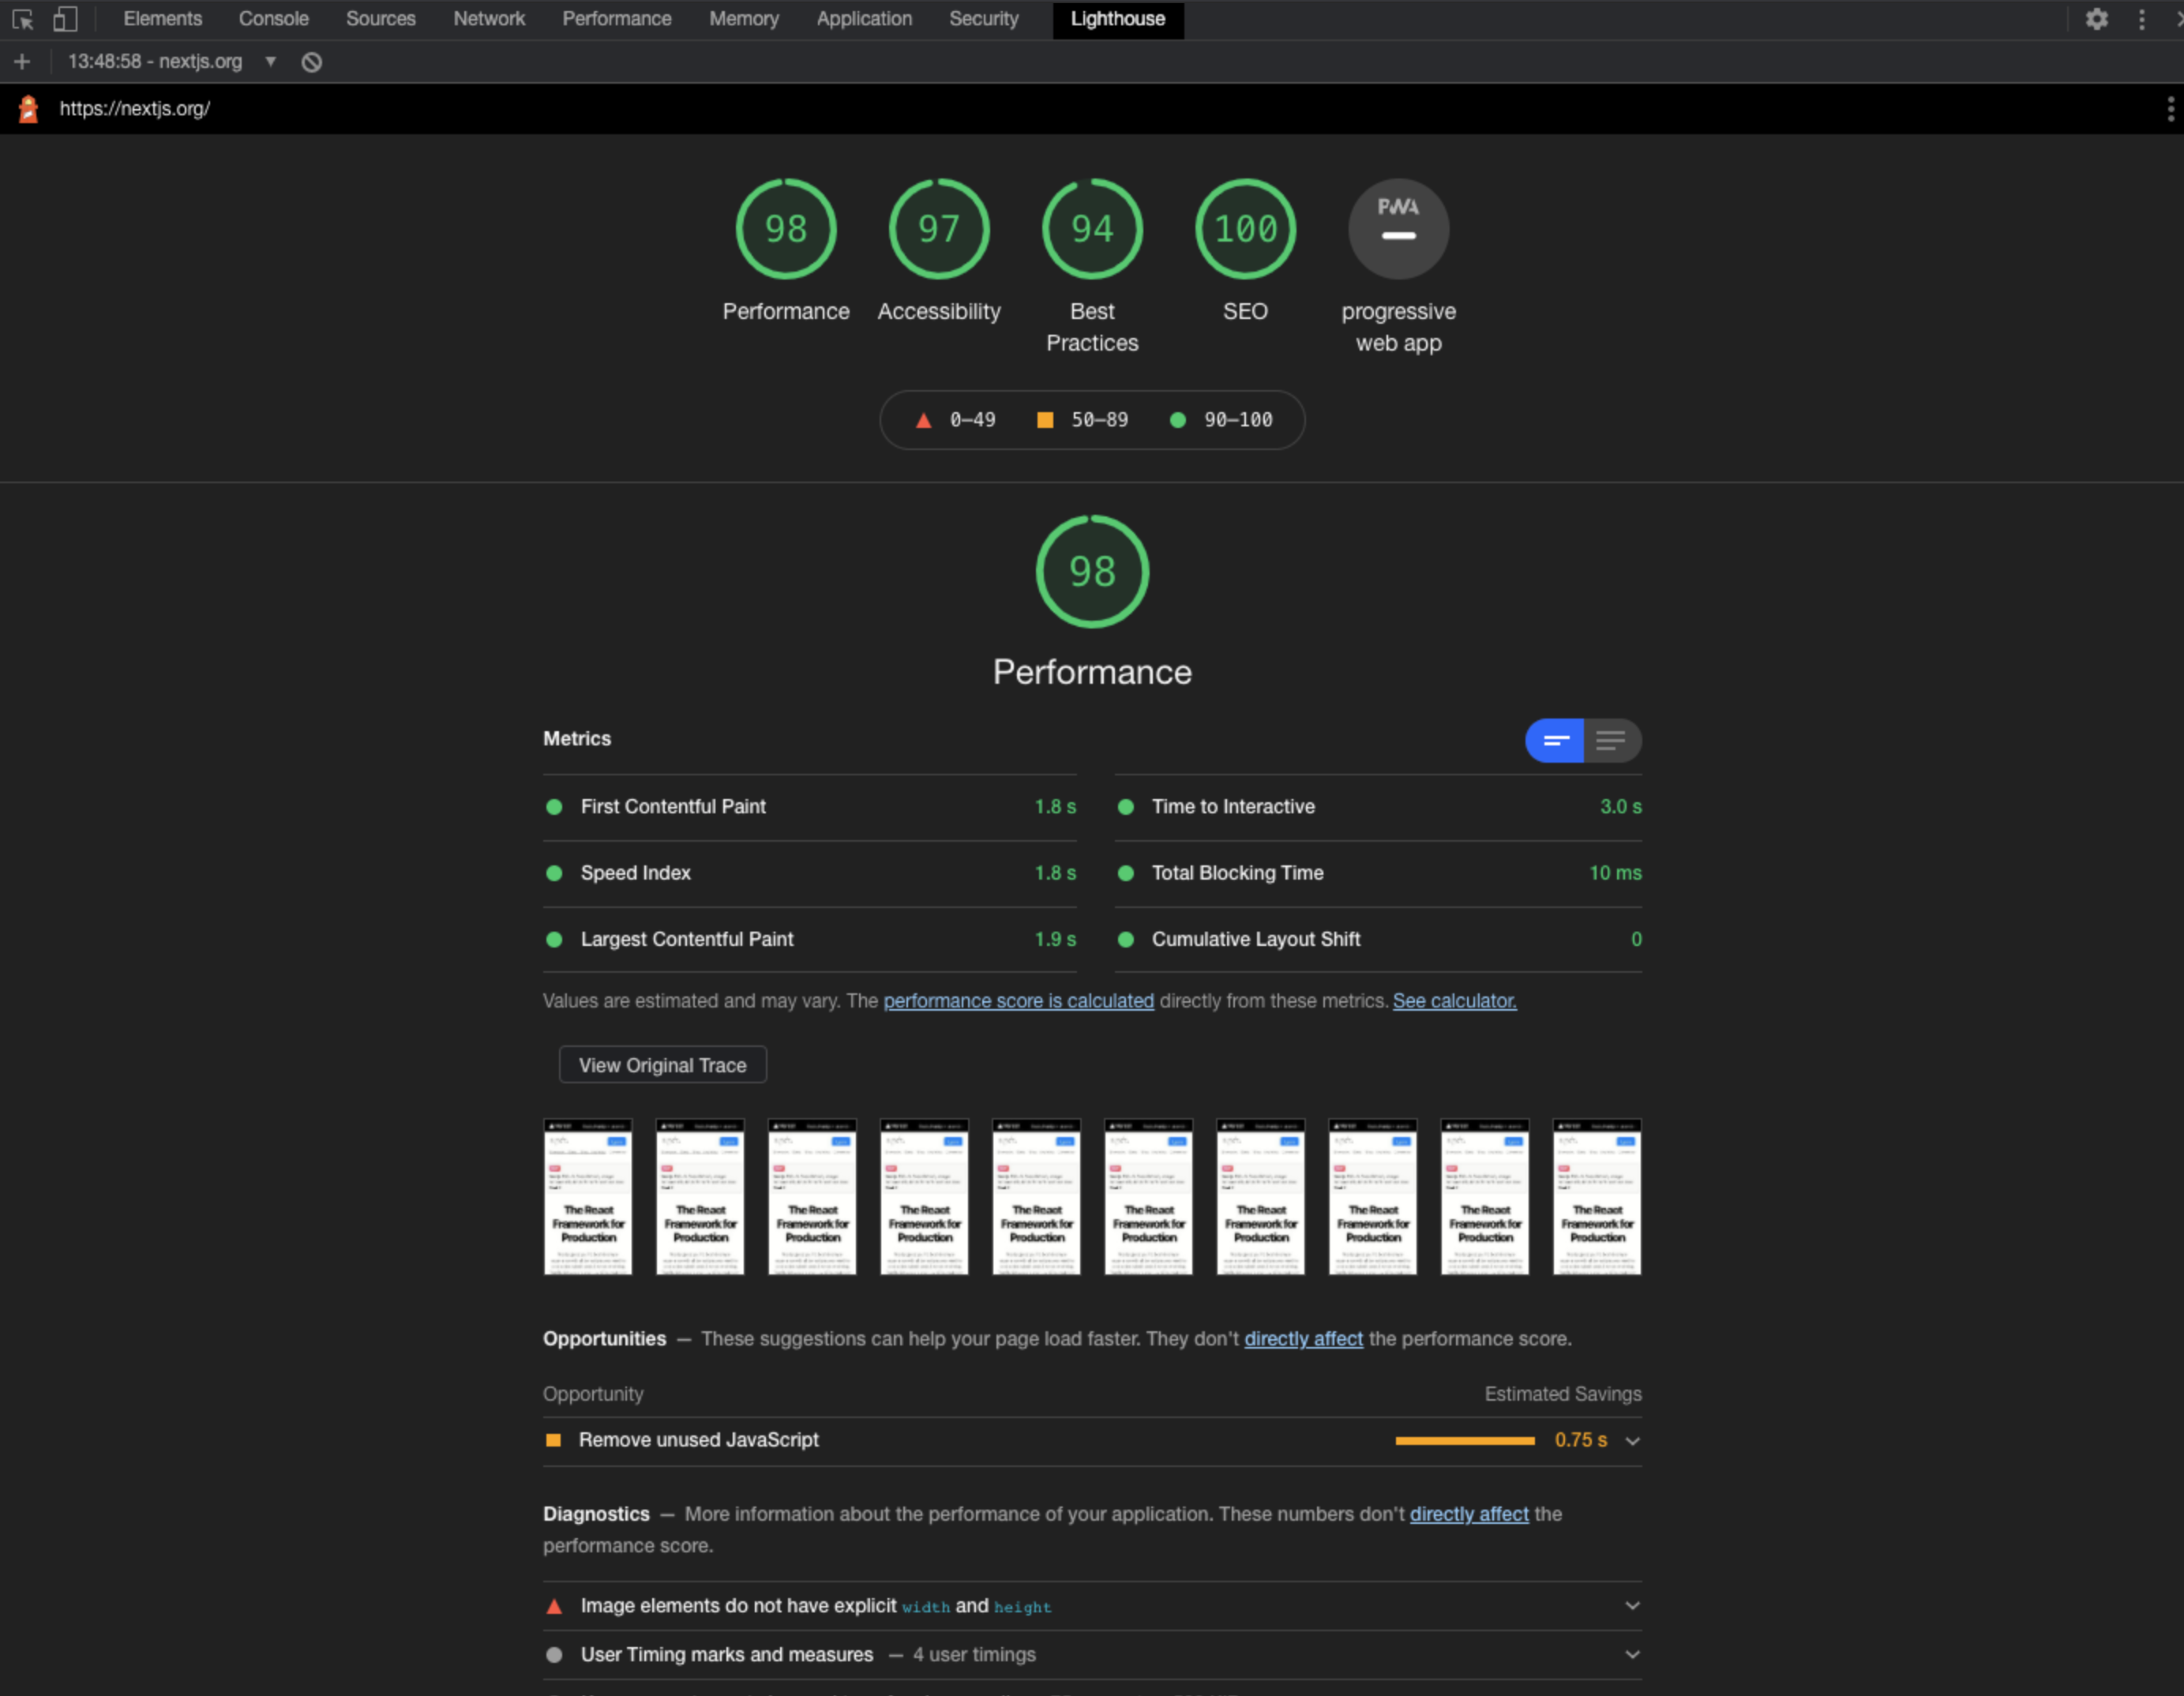 Elements Console Sources Network Performance Memory Application Security Lighthouse
13:48:58 - nextjs.org
https://nextjs.org/
98 97 94 100 PWA
Performance Accessibility Best Practices SEO progressive web app
0–49 50–89 90–100
98
Performance
Metrics
First Contentful Paint 1.8 s
Time to Interactive 3.0 s
Speed Index 1.8 s
Total Blocking Time 10 ms
Largest Contentful Paint 1.9 s
Cumulative Layout Shift 0
Values are estimated and may vary. The performance score is calculated directly from these metrics. See calculator.
View Original Trace
The React Framework for Production
The React Framework for Production
The React Framework for Production
The React Framework for Production
The React Framework for Production
The React Framework for Production
The React Framework for Production
The React Framework for Production
The React Framework for Production
The React Framework for Production
Opportunities — These suggestions can help your page load faster. They don't directly affect the performance score.
Opportunity Estimated Savings
Remove unused JavaScript 0.75 s
Diagnostics — More information about the performance of your application. These numbers don't directly affect the
performance score.
Image elements do not have explicit width and height
User Timing marks and measures — 4 user timings